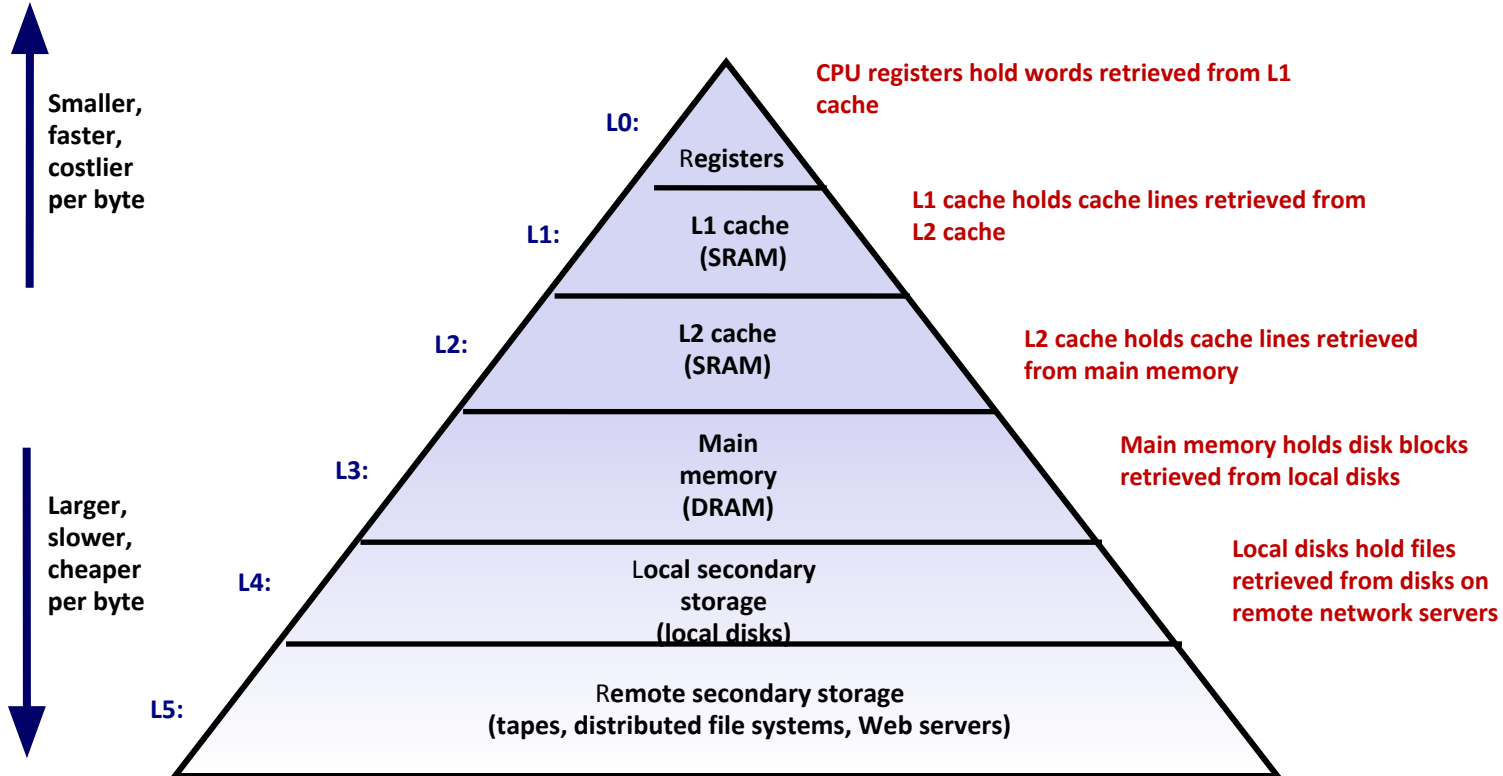 CPU registers hold words retrieved from L1
cache
Smaller,
faster,
costlier
per byte
L0:
Registers
L1 cache holds cache lines retrieved from
L2 cache
L1:
L1 cache
(SRAM)
L2:
L2 cache
(SRAM)
L2 cache holds cache lines retrieved
from main memory
L3:
Main
memory
(DRAM)
Main memory holds disk blocks
retrieved from local disks
Larger,
slower,
cheaper
per byte
L4:
Local secondary
storage
(local disks)
Local disks hold files
retrieved from disks on
remote network servers
L5:
Remote secondary storage
(tapes, distributed file systems, Web servers)